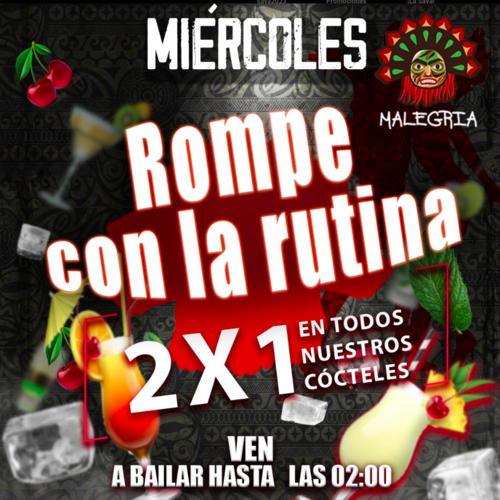 MIÉRCOLES
MALEGRIA
Rompe
con la rutina
2X1
EN TODOS
NUESTROS
CÓCTELES
VEN
A BAILAR HASTA LAS 02:00